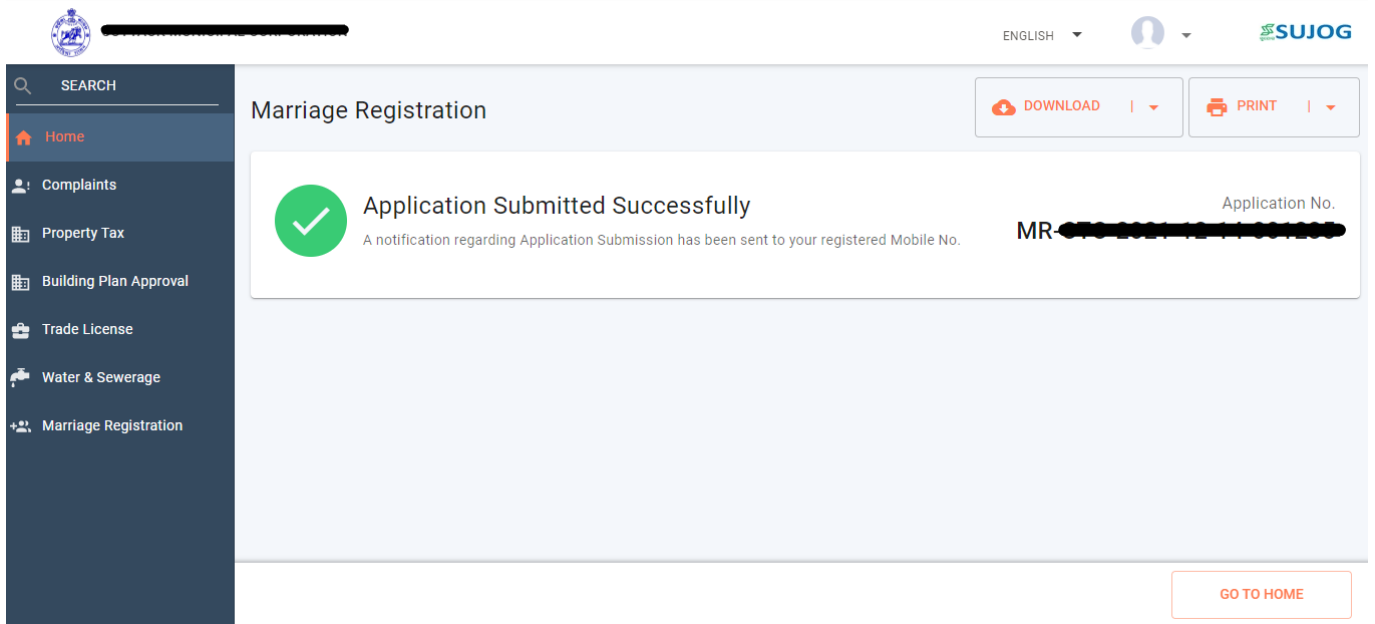 ENGLISH
SUJOG
SEARCH
Home
Complaints
Property Tax
Building Plan Approval
Trade License
Water & Sewerage
Marriage Registration
Marriage Registration
DOWNLOAD
PRINT
Application Submitted Successfully
A notification regarding Application Submission has been sent to your registered Mobile No.
Application No.
MR-
GO TO HOME